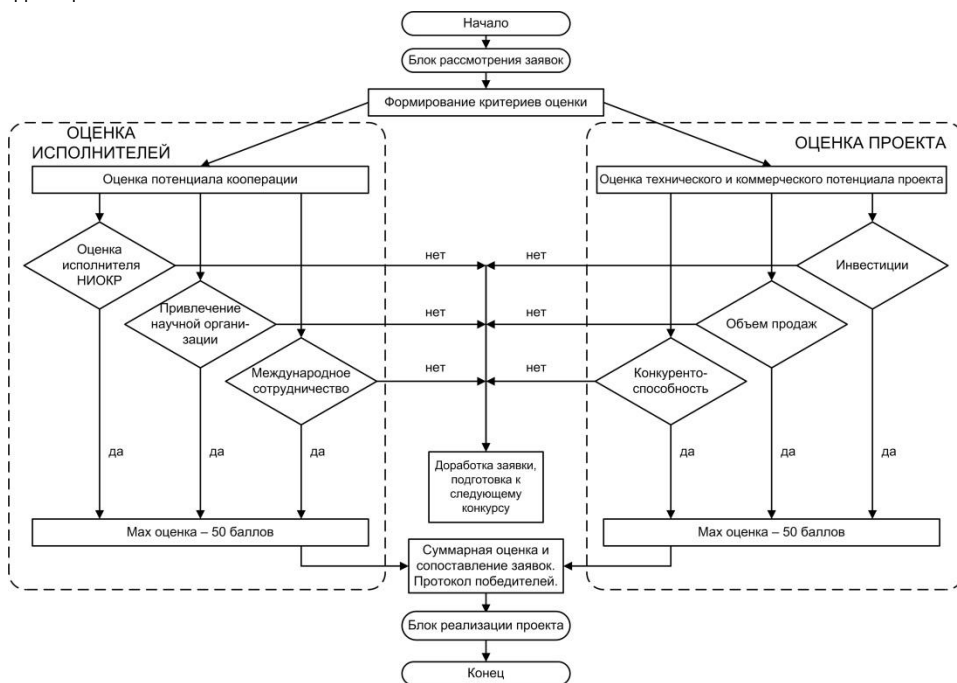 Начало
Блок рассмотрения заявок
Формирование критериев оценки
ОЦЕНКА
ИСПОЛНИТЕЛЕЙ
ОЦЕНКА ПРОЕКТА
Оценка потенциала кооперации
Оценка технического и коммерческого потенциала проекта
Оценка
исполнителя
НИОКР
нет
нет
Инвестиции
Привлечение
научной органи-
зации
нет
нет
Объем продаж
Международное
сотрудничество
нет
нет
Конкуренто-
способность
да
да
да
Доработка заявки,
подготовка к
следующему
конкурсу
да
да
да
Max оценка – 50 баллов
Max оценка – 50 баллов
Суммарная оценка и
сопоставление заявок.
Протокол победителей.
Блок реализации проекта
Конец